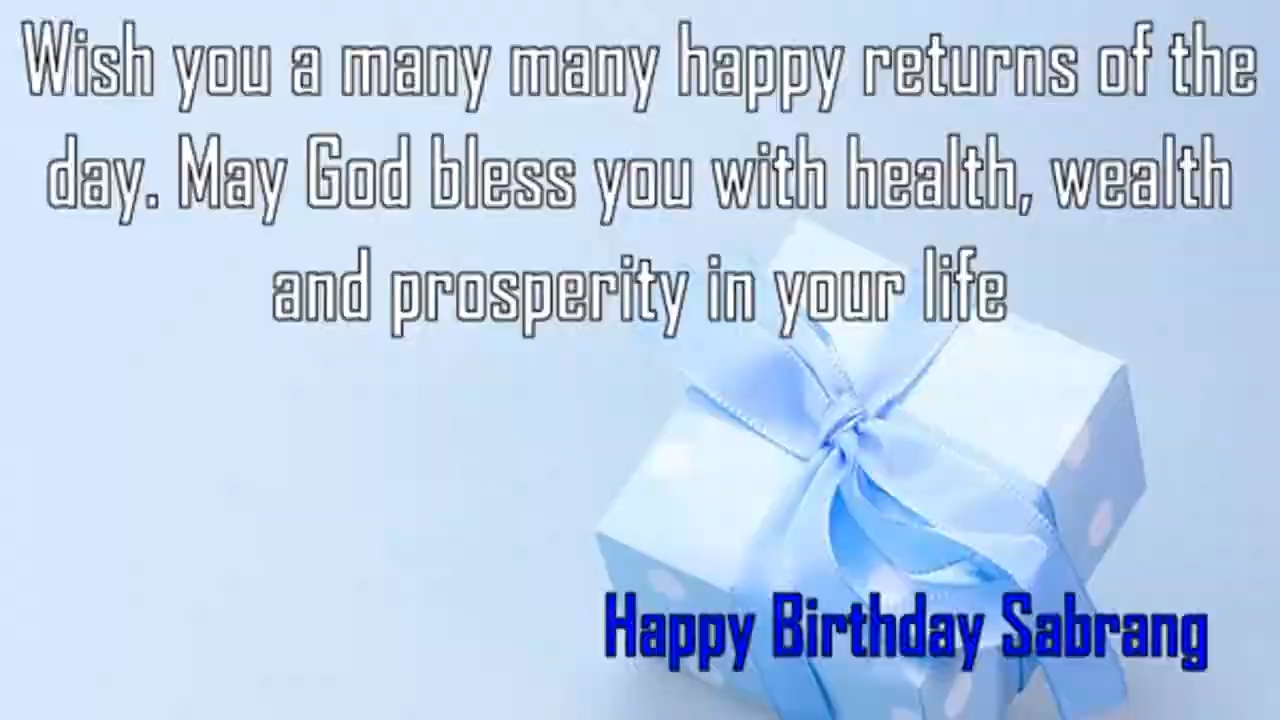 Wish you a many many happy returns of the
day. May God bless you with health, wealth
and prosperity in your life
Happy Birthday Sabrang